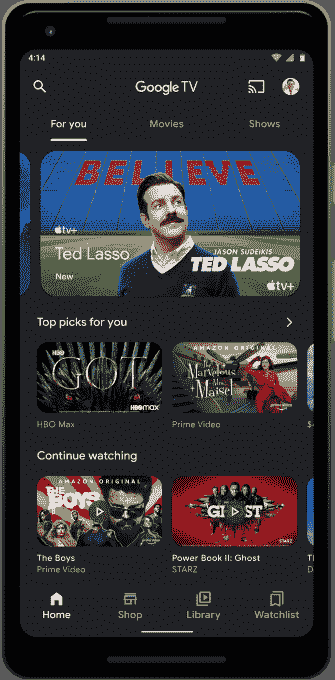 4:14
Google TV
For you
Movies
Shows
BELIEVE
tv+
Ted Lasso
New
JASON SUDEIKIS
TED LASSO
tv+
Top picks for you
HBO
GOT
HBOMAX
AMAZON ORIGINAL
The Marvelous Mrs. Maisel
HBO Max
Prime Video
Continue watching
AMAZON ORIGINAL
THE BOYS
GHOST
The Boys
Prime Video
Power Book II: Ghost
STARZ
Home
Shop
Library
Watchlist